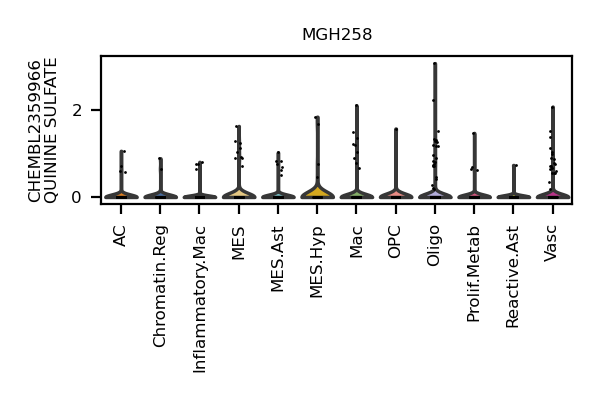 MGH258
CHEMBL2359966
QUININE SULFATE
2
0
AC
Chromatin.Reg
Inflammatory.Mac
MES
MES.Ast
MES.Hyp
Mac
OPC
Oligo
Prolif.Metab
Reactive.Ast
Vasc